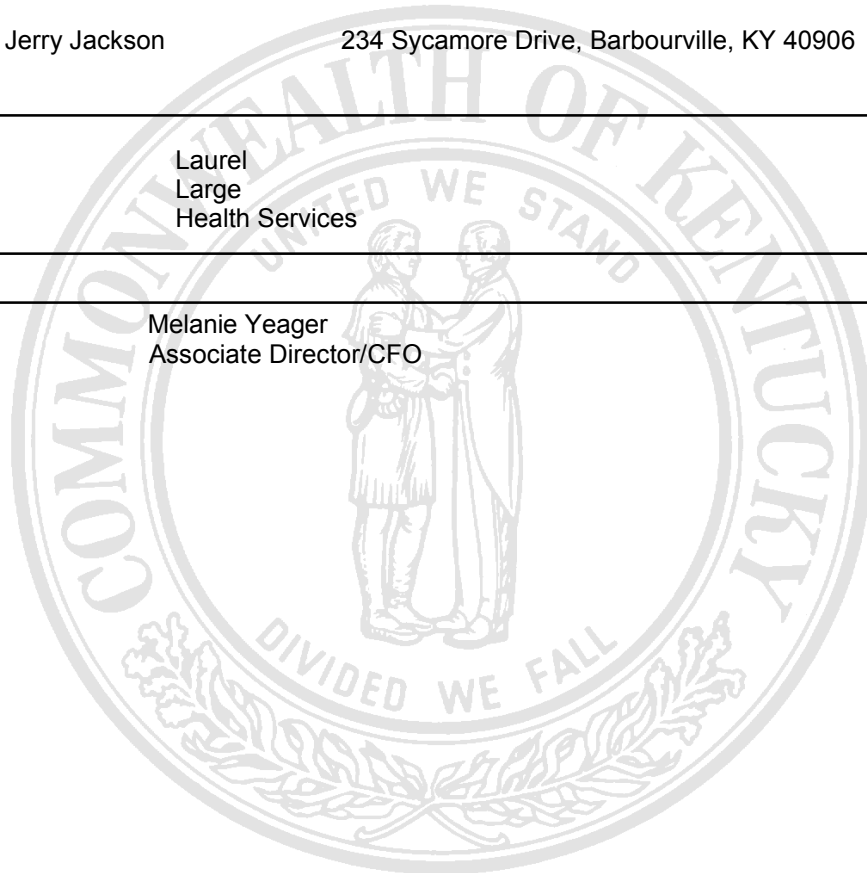 Jerry Jackson 234 Sycamore Drive, Barbourville, KY 40906
Laurel
Large
Health Services
Melanie Yeager
Associate Director/CFO
COMMONWEALTH OF KENTUCKY
UNITED WE STAND
DIVIDED WE FALL